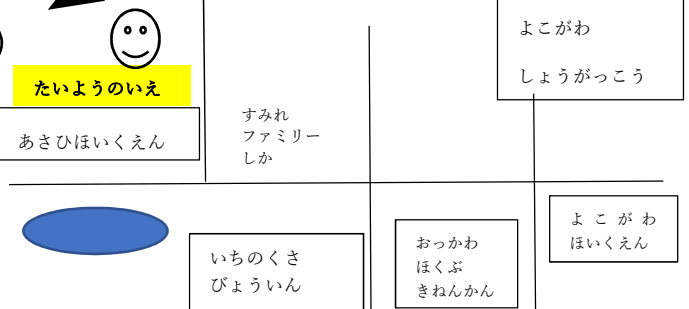 よこがわ
しょうがっこう
たいようのいえ
あさひほいくえん
すみれ
ファミリー
しか
よこがわ
ほいくえん
おっかわ
ほくぶ
きねんかん
いちのくさ
びょういん